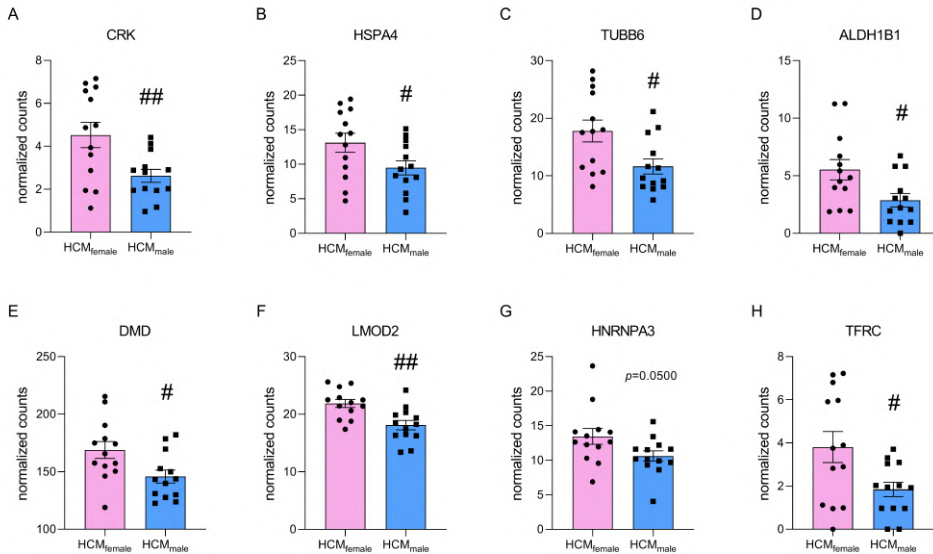 A
CRK
normalized counts
8
6
4
2
0
##
HCMfemale HCMmale
B
HSPA4
normalized counts
25
20
15
10
5
0
#
HCMfemale HCMmale
C
TUBB6
normalized counts
30
20
10
0
#
HCMfemale HCMmale
D
ALDH1B1
normalized counts
15
10
5
0
#
HCMfemale HCMmale
E
DMD
normalized counts
250
200
150
100
#
HCMfemale HCMmale
F
LMOD2
normalized counts
30
20
10
0
##
HCMfemale HCMmale
G
HNRNPA3
normalized counts
25
20
15
10
5
0
p=0.0500
HCMfemale HCMmale
H
TFRC
normalized counts
8
6
4
2
0
#
HCMfemale HCMmale